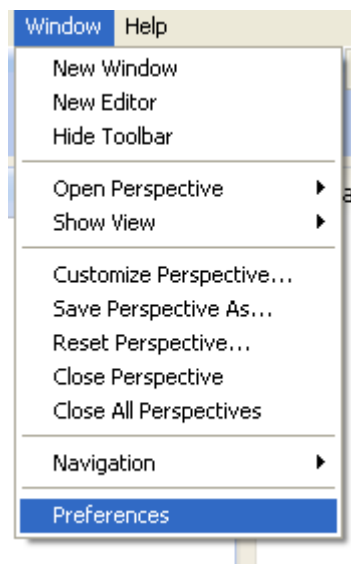 Window Help
New Window
New Editor
Hide Toolbar
Open Perspective
Show View
Customize Perspective...
Save Perspective As...
Reset Perspective...
Close Perspective
Close All Perspectives
Navigation
Preferences